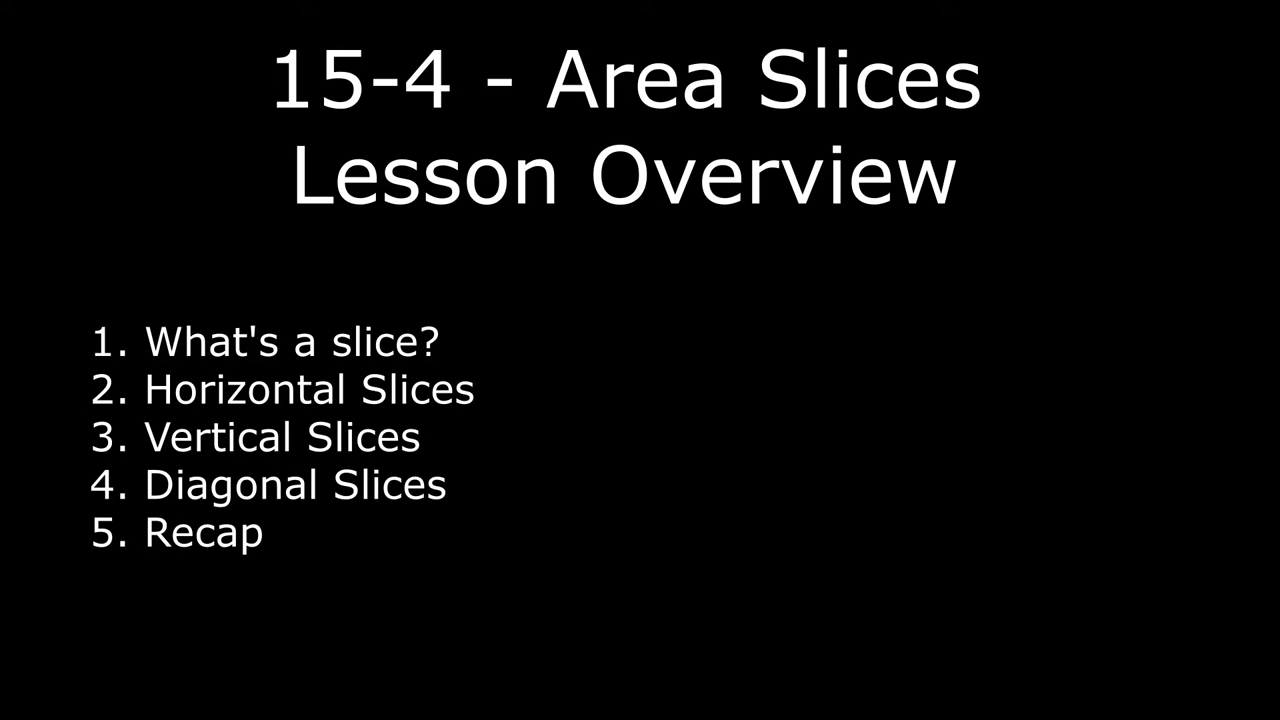 15-4 - Area Slices
Lesson Overview
1. What's a slice?
2. Horizontal Slices
3. Vertical Slices
4. Diagonal Slices
5. Recap